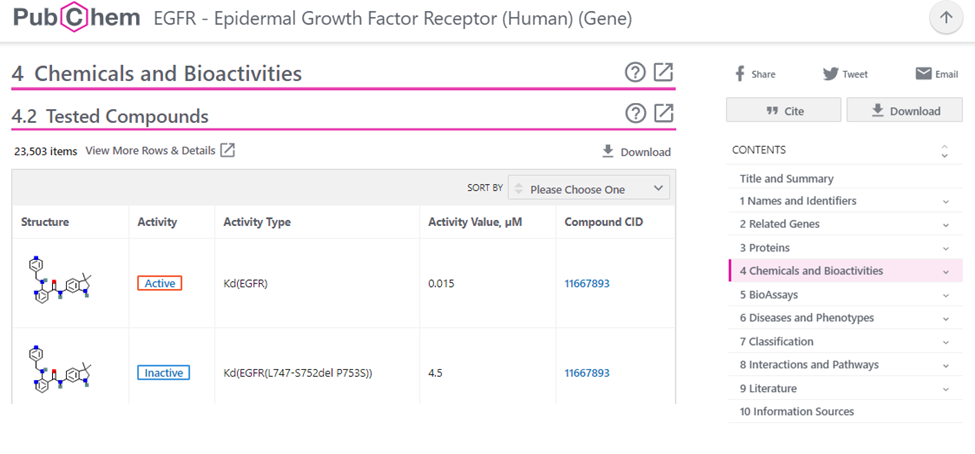 PubChem EGFR - Epidermal Growth Factor Receptor (Human) (Gene)
4 Chemicals and Bioactivities
4.2 Tested Compounds
23,503 items View More Rows & Details
Download
SORT BY Please Choose One
Structure Activity Activity Type Activity Value, μM Compound CID
Active Kd(EGFR) 0.015 11667893
Inactive Kd(EGFR(L747-S752del P753S)) 4.5 11667893
Share Tweet Email
Cite Download
CONTENTS
Title and Summary
1 Names and Identifiers
2 Related Genes
3 Proteins
4 Chemicals and Bioactivities
5 BioAssays
6 Diseases and Phenotypes
7 Classification
8 Interactions and Pathways
9 Literature
10 Information Sources